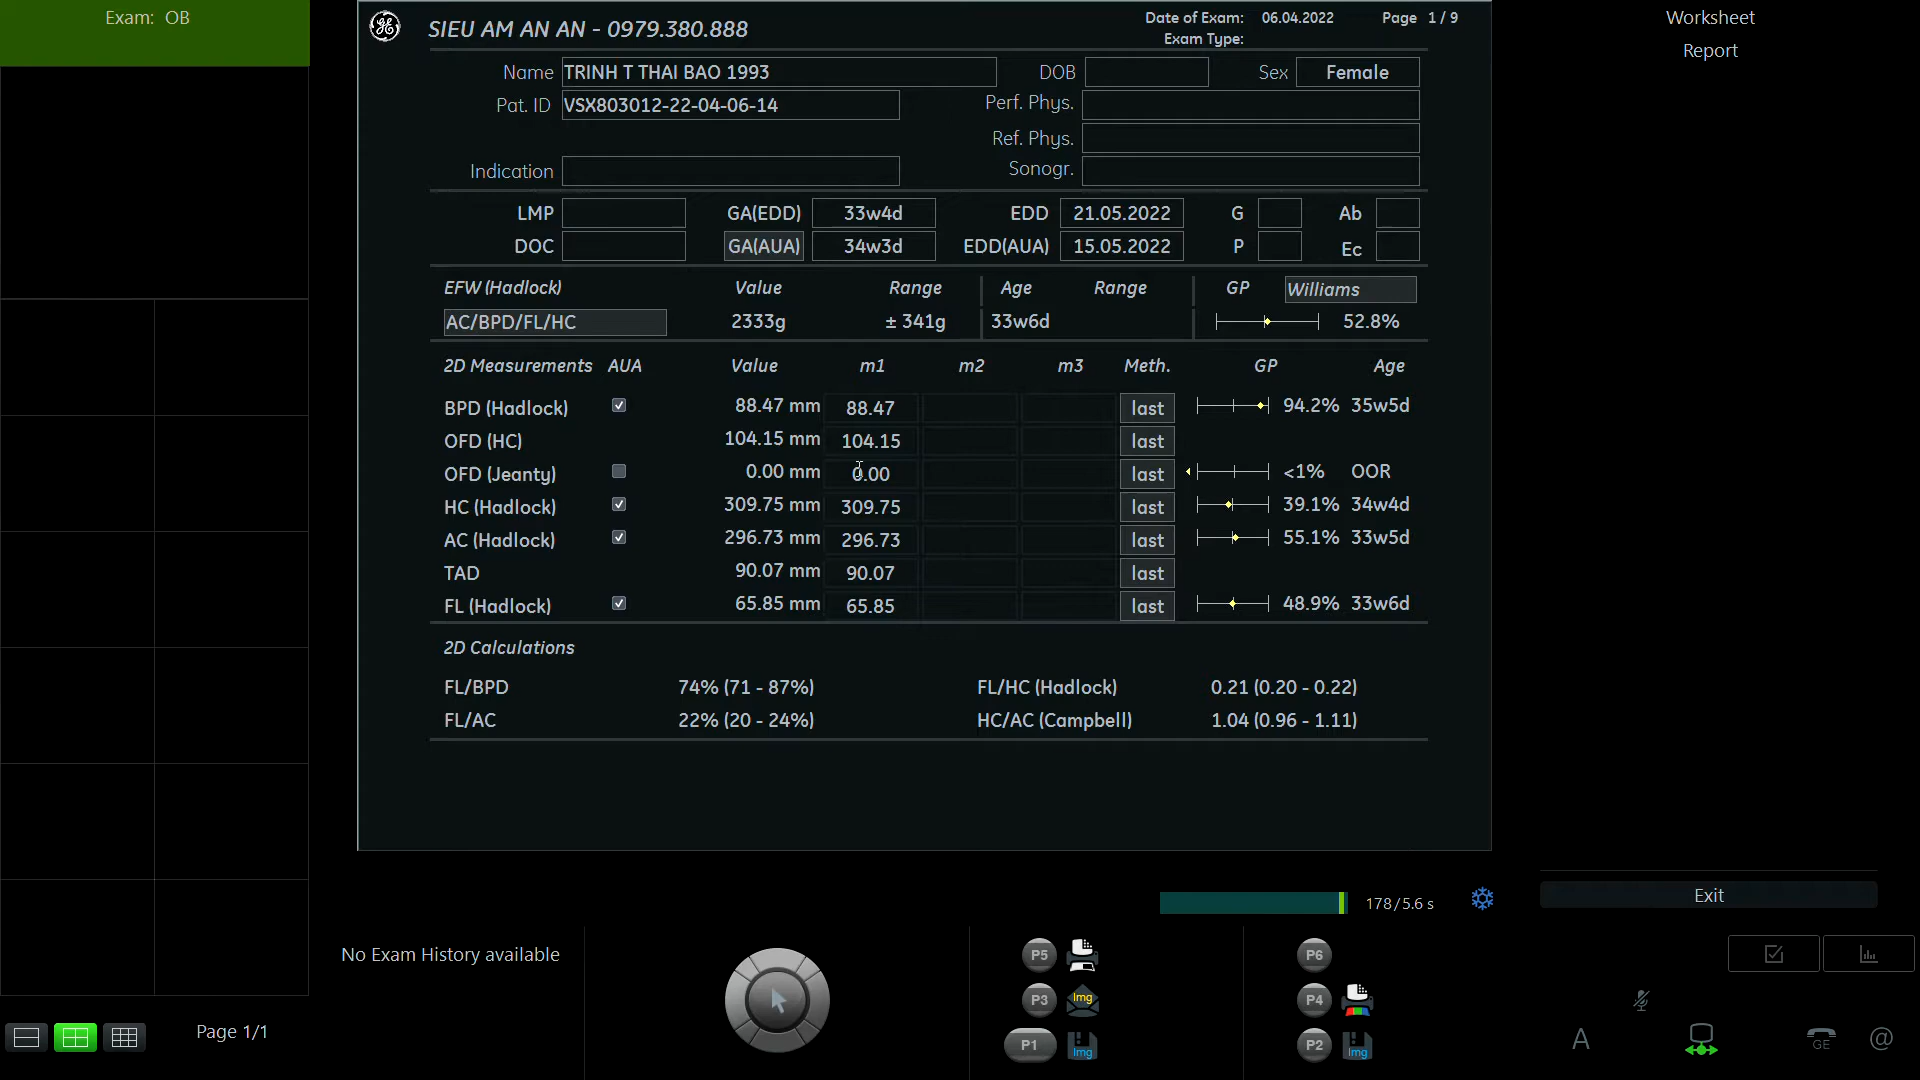 Exam: OB
SIEU AM AN AN - 0979.380.888
Date of Exam: 06.04.2022 Page 1 / 9
Exam Type:
Name TRINH T THAI BAO 1993 DOB Sex Female
Pat. ID VSX803012-22-04-06-14 Perf. Phys.
Ref. Phys.
Indication Sonogr.
LMP GA(EDD) 33w4d EDD 21.05.2022 G Ab
DOC GA(AUA) 34w3d EDD(AUA) 15.05.2022 P Ec
EFW (Hadlock) Value Range Age Range GP Williams
AC/BPD/FL/HC 2333g ± 341g 33w6d 52.8%
2D Measurements AUA Value m1 m2 m3 Meth. GP Age
BPD (Hadlock) 88.47 mm 88.47 last 94.2% 35w5d
OFD (HC) 104.15 mm 104.15 last
OFD (Jeanty) 0.00 mm 0.00 last <1% OOR
HC (Hadlock) 309.75 mm 309.75 last 39.1% 34w4d
AC (Hadlock) 296.73 mm 296.73 last 55.1% 33w5d
TAD 90.07 mm 90.07 last
FL (Hadlock) 65.85 mm 65.85 last 48.9% 33w6d
2D Calculations
FL/BPD 74% (71 - 87%) FL/HC (Hadlock) 0.21 (0.20 - 0.22)
FL/AC 22% (20 - 24%) HC/AC (Campbell) 1.04 (0.96 - 1.11)
Worksheet
Report
178/5.6 s
Exit
No Exam History available
P5 P6
P3 Img P4
P1 Img P2 Img
Page 1/1
A GE @